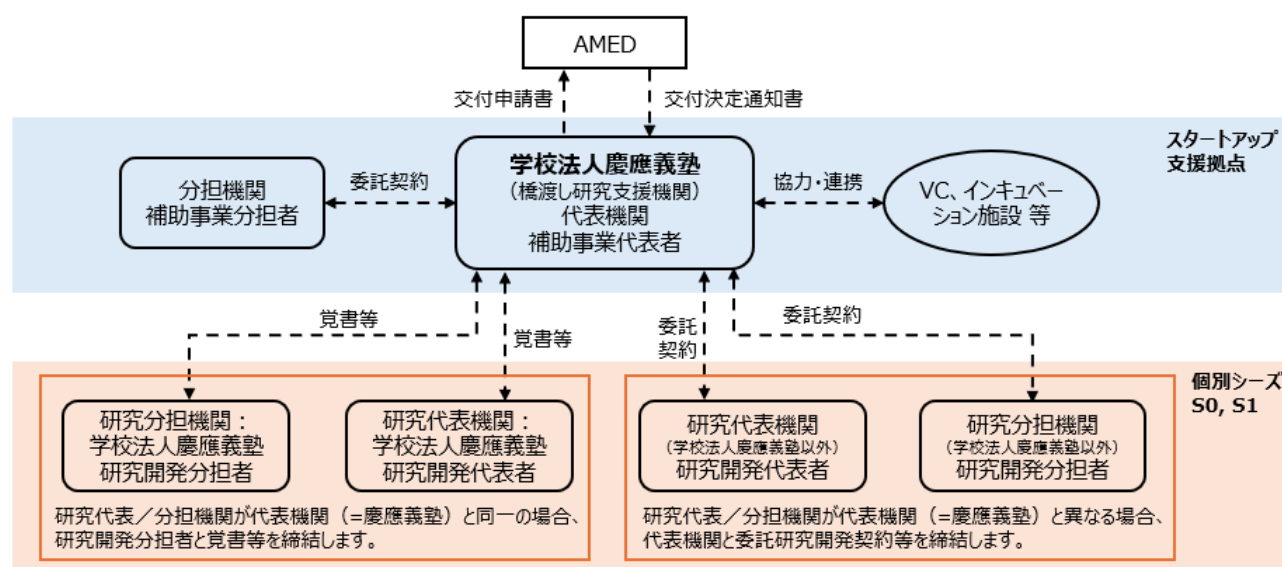 AMED
交付申請書
交付決定通知書
スタートアップ
支援拠点
学校法人慶應義塾
（橋渡し研究支援機関）
代表機関
補助事業代表者
分担機関
補助事業分担者
委託契約
協力・連携
VC、インキュベー
ション施設 等
覚書等
覚書等
委託
契約
委託契約
個別シーズ
S0, S1
研究分担機関：
学校法人慶應義塾
研究開発分担者
研究代表機関：
学校法人慶應義塾
研究開発代表者
研究代表／分担機関が代表機関（=慶應義塾）と同一の場合、
研究開発分担者と覚書等を締結します。
研究代表機関
（学校法人慶應義塾以外）
研究開発代表者
研究分担機関
（学校法人慶應義塾以外）
研究開発分担者
研究代表／分担機関が代表機関（=慶應義塾）と異なる場合、
代表機関と委託研究開発契約等を締結します。